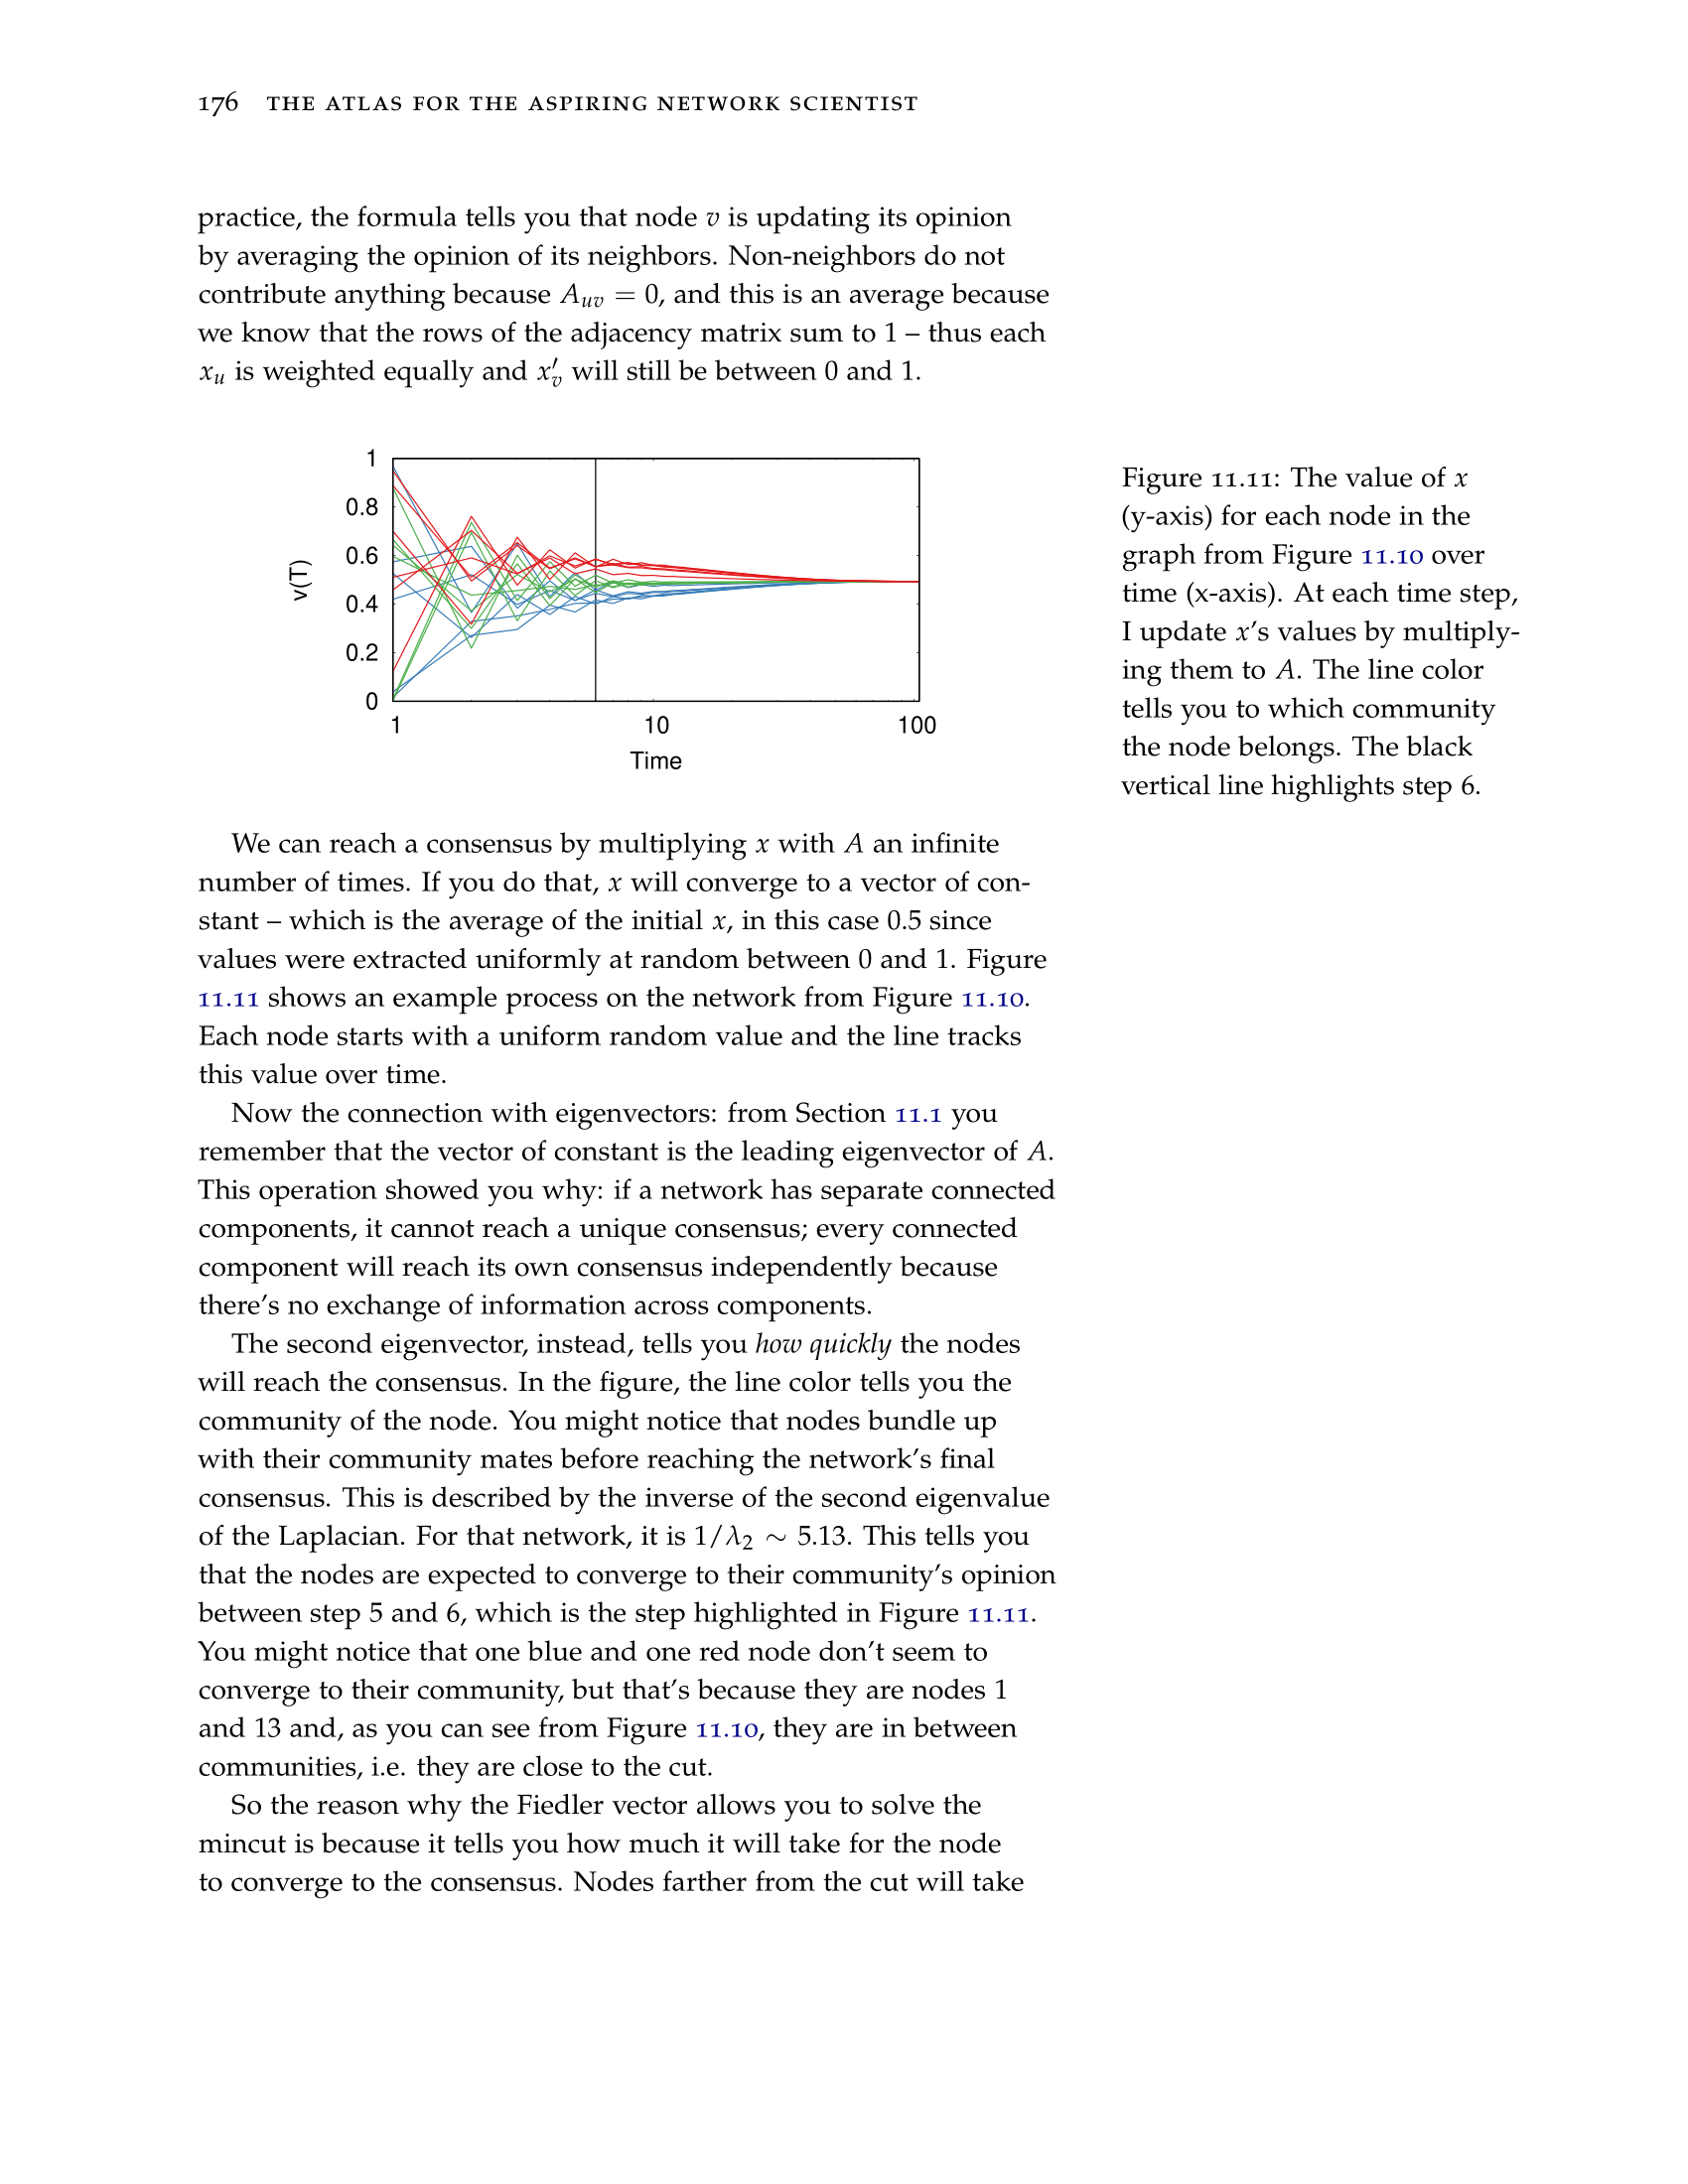 176 THE ATLAS FOR THE ASPIRING NETWORK SCIENTIST
practice, the formula tells you that node v is updating its opinion
by averaging the opinion of its neighbors. Non-neighbors do not
contribute anything because Auv = 0, and this is an average because
we know that the rows of the adjacency matrix sum to 1 – thus each
xu is weighted equally and x′v will still be between 0 and 1.
1
0.8
0.6
0.4
0.2
0
v(T)
1 10 100
Time
Figure 11.11: The value of x
(y-axis) for each node in the
graph from Figure 11.10 over
time (x-axis). At each time step,
I update x’s values by multiply-
ing them to A. The line color
tells you to which community
the node belongs. The black
vertical line highlights step 6.
We can reach a consensus by multiplying x with A an infinite
number of times. If you do that, x will converge to a vector of con-
stant – which is the average of the initial x, in this case 0.5 since
values were extracted uniformly at random between 0 and 1. Figure
11.11 shows an example process on the network from Figure 11.10.
Each node starts with a uniform random value and the line tracks
this value over time.
Now the connection with eigenvectors: from Section 11.1 you
remember that the vector of constant is the leading eigenvector of A.
This operation showed you why: if a network has separate connected
components, it cannot reach a unique consensus; every connected
component will reach its own consensus independently because
there’s no exchange of information across components.
The second eigenvector, instead, tells you how quickly the nodes
will reach the consensus. In the figure, the line color tells you the
community of the node. You might notice that nodes bundle up
with their community mates before reaching the network’s final
consensus. This is described by the inverse of the second eigenvalue
of the Laplacian. For that network, it is 1/λ2 ∼ 5.13. This tells you
that the nodes are expected to converge to their community’s opinion
between step 5 and 6, which is the step highlighted in Figure 11.11.
You might notice that one blue and one red node don’t seem to
converge to their community, but that’s because they are nodes 1
and 13 and, as you can see from Figure 11.10, they are in between
communities, i.e. they are close to the cut.
So the reason why the Fiedler vector allows you to solve the
mincut is because it tells you how much it will take for the node
to converge to the consensus. Nodes farther from the cut will take